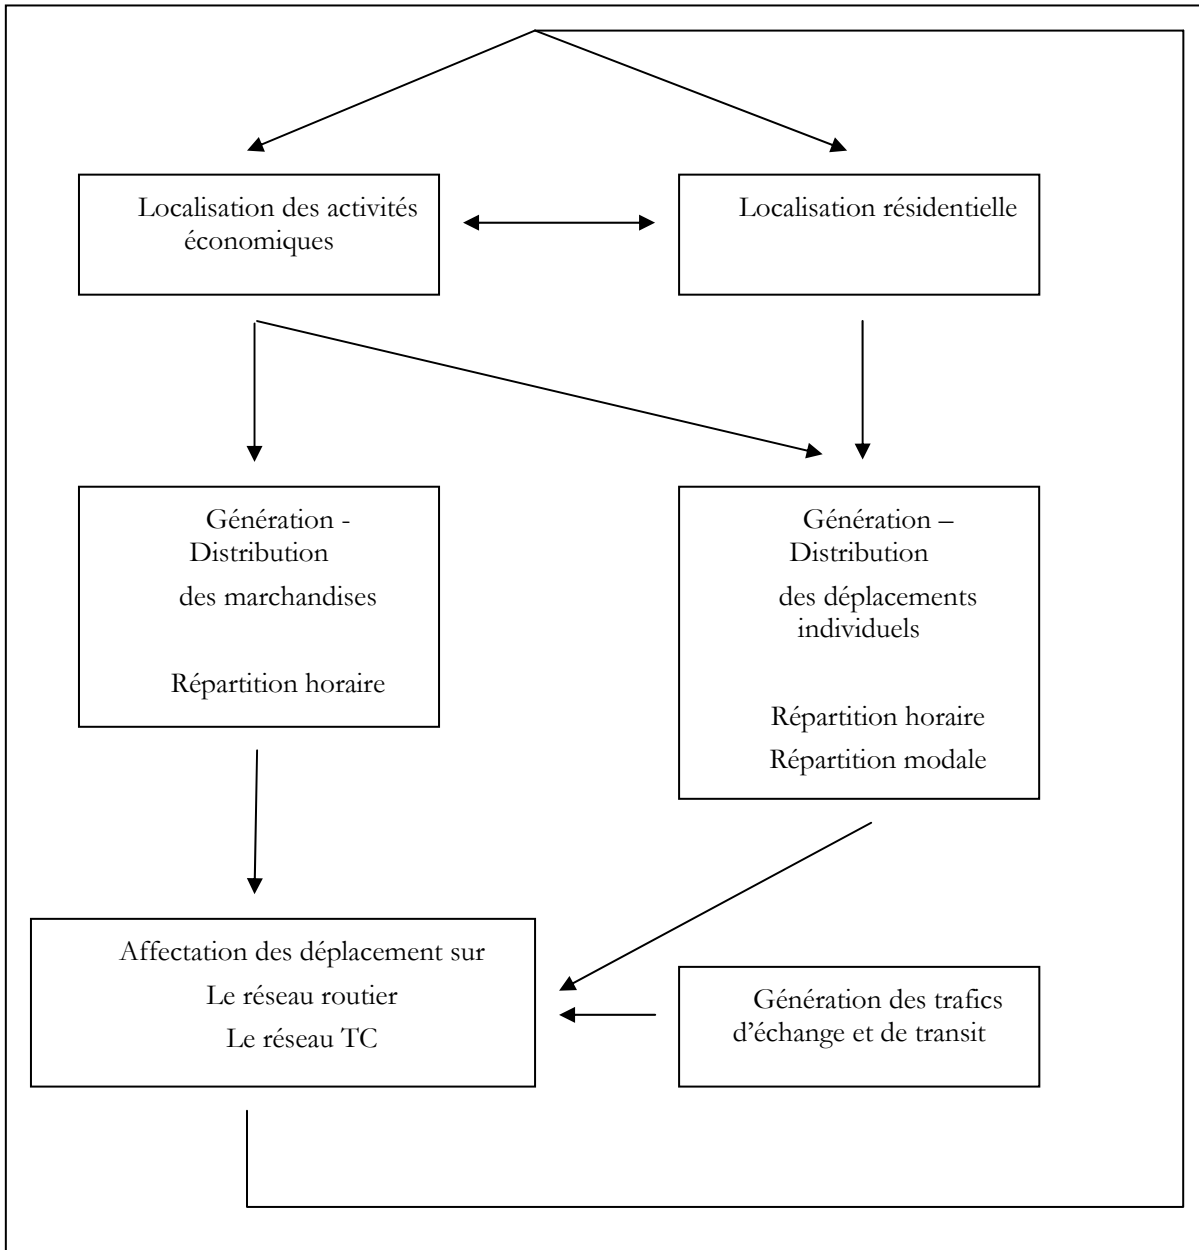 Localisation des activités
économiques
Localisation résidentielle
Génération -
Distribution
des marchandises
Répartition horaire
Génération –
Distribution
des déplacements
individuels
Répartition horaire
Répartition modale
Affectation des déplacement sur
Le réseau routier
Le réseau TC
Génération des trafics
d’échange et de transit